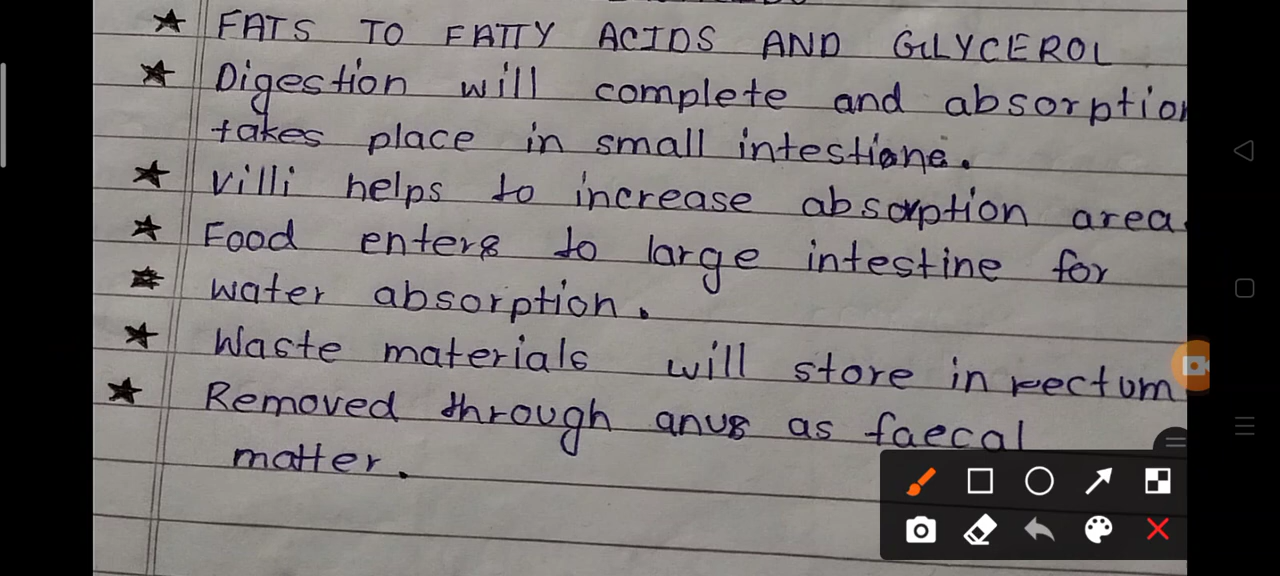 ★ FATS TO FATTY ACIDS AND GLYCEROL
★ Digestion will complete and absorption
takes place in small intestione.
★ Villi helps to increase absorption area.
★ Food enters to large intestine for
★ water absorption.
★ Waste materials will store in rectum
★ Removed through anus as faecal
matter.